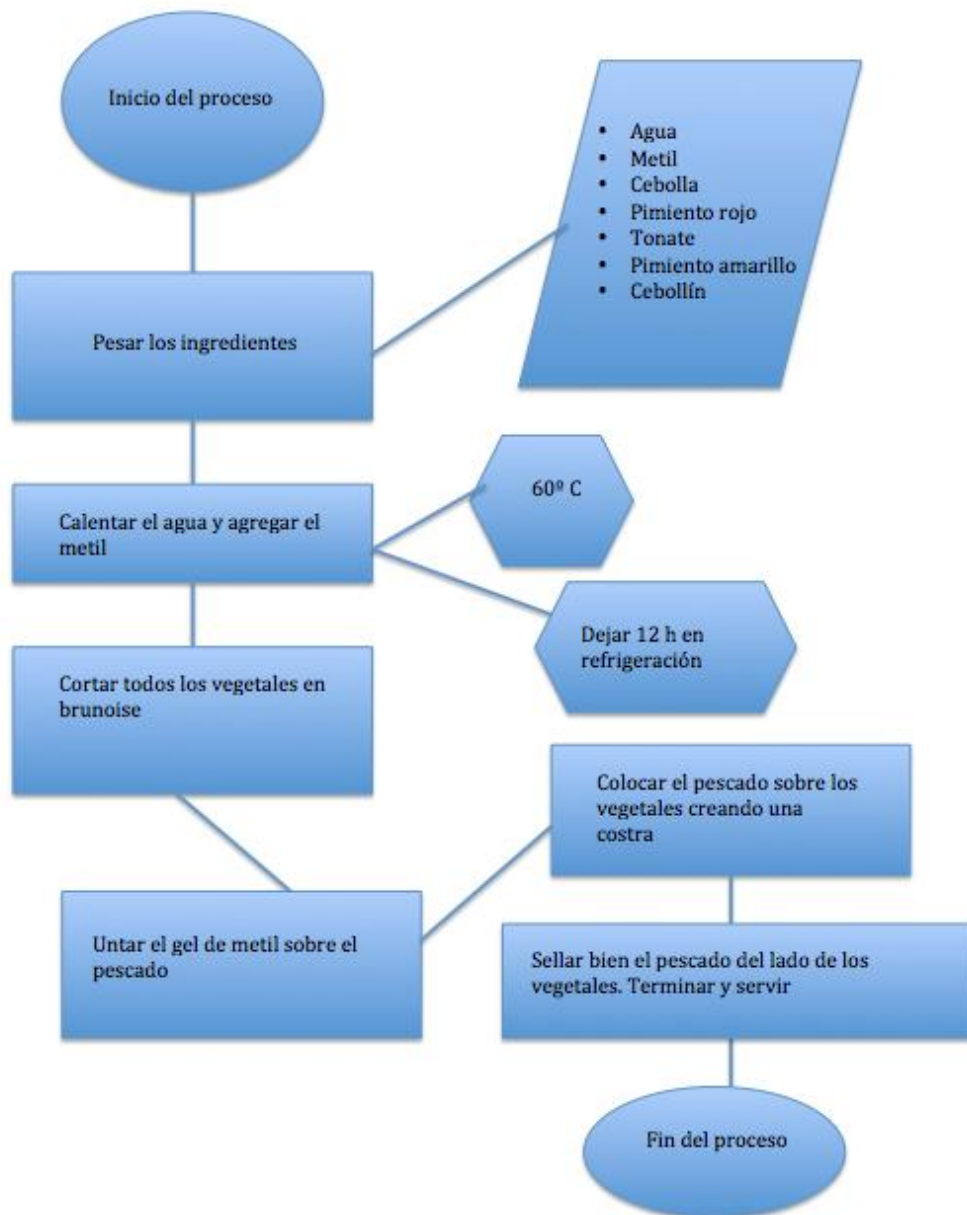 Inicio del proceso
• Agua
• Metil
• Cebolla
• Pimiento rojo
• Tonate
• Pimiento amarillo
• Cebollín
Pesar los ingredientes
Calentar el agua y agregar el
metil
60º C
Dejar 12 h en
refrigeración
Cortar todos los vegetales en
brunoise
Untar el gel de metil sobre el
pescado
Colocar el pescado sobre los
vegetales creando una
costra
Sellar bien el pescado del lado de los
vegetales. Terminar y servir
Fin del proceso